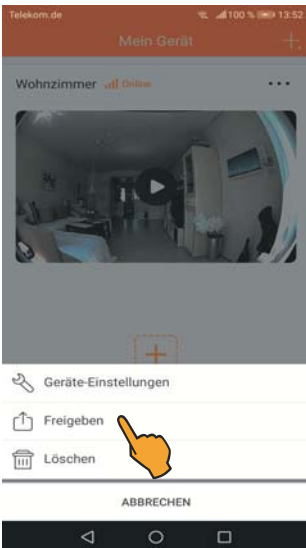 Telekom.de 100 % 13:52
Mein Gerät
Wohnzimmer Online
Geräte-Einstellungen
Freigeben
Löschen
ABBRECHEN